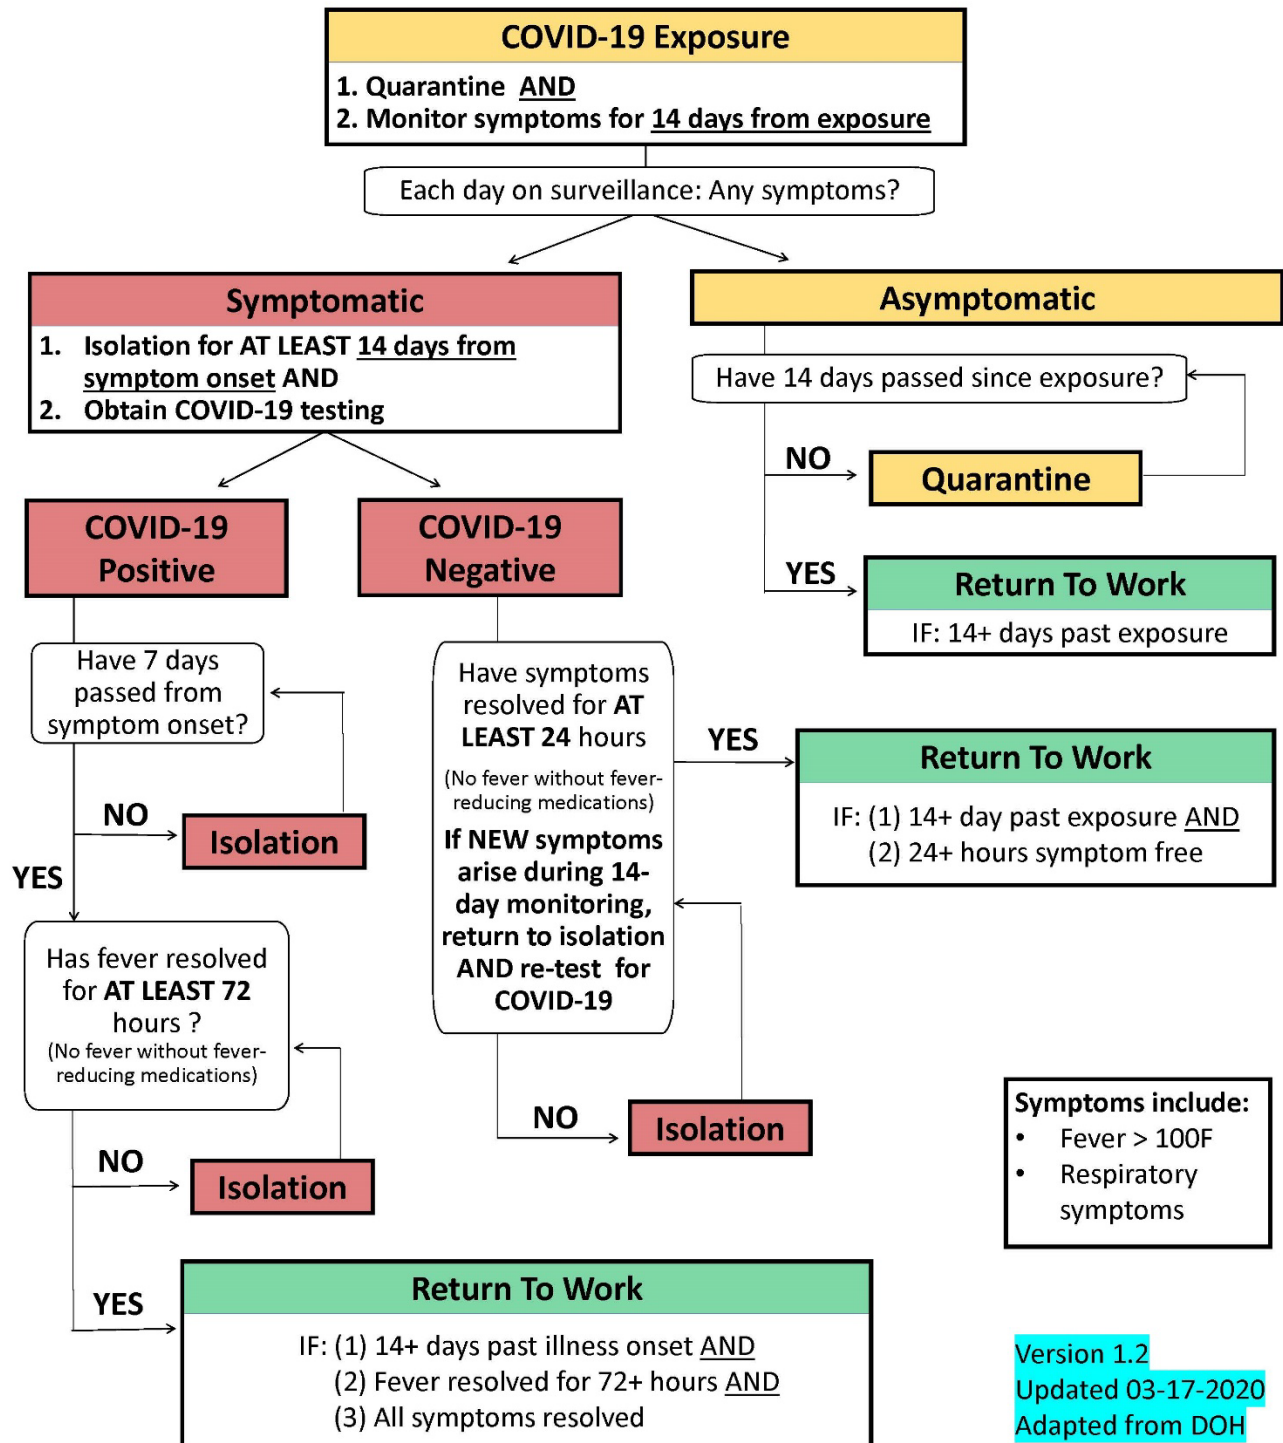 COVID-19 Exposure
1. Quarantine AND
2. Monitor symptoms for 14 days from exposure
Each day on surveillance: Any symptoms?
Symptomatic
1. Isolation for AT LEAST 14 days from
symptom onset AND
2. Obtain COVID-19 testing
Asymptomatic
Have 14 days passed since exposure?
NO
Quarantine
YES
Return To Work
IF: 14+ days past exposure
COVID-19
Positive
Have 7 days
passed from
symptom onset?
NO
Isolation
YES
Has fever resolved
for AT LEAST 72
hours ?
(No fever without fever-
reducing medications)
NO
Isolation
YES
Return To Work
IF: (1) 14+ days past illness onset AND
(2) Fever resolved for 72+ hours AND
(3) All symptoms resolved
COVID-19
Negative
Have symptoms
resolved for AT
LEAST 24 hours
(No fever without fever-
reducing medications)
If NEW symptoms
arise during 14-
day monitoring,
return to isolation
AND re-test for
COVID-19
YES
Return To Work
IF: (1) 14+ day past exposure AND
(2) 24+ hours symptom free
NO
Isolation
Symptoms include:
• Fever > 100F
• Respiratory
symptoms
Version 1.2
Updated 03-17-2020
Adapted from DOH